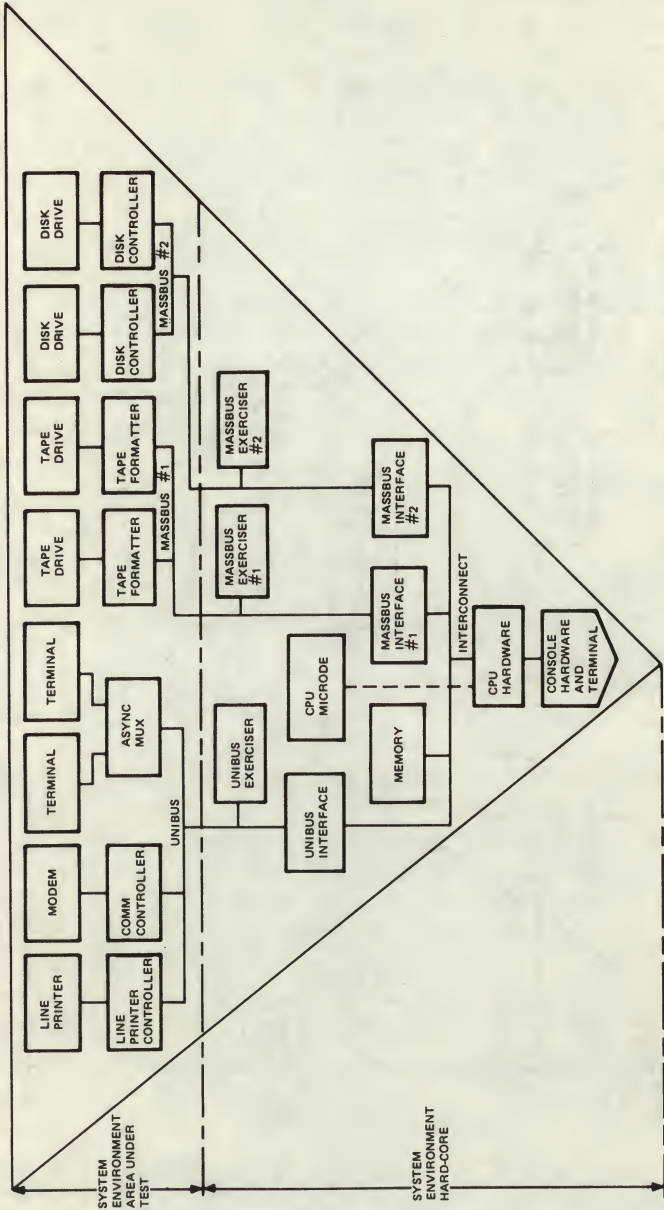 LINE
PRINTER
MODEM
TERMINAL
TERMINAL
TAPE
DRIVE
TAPE
DRIVE
DISK
DRIVE
DISK
DRIVE
LINE
PRINTER
CONTROLLER
COMM
CONTROLLER
ASYNC
MUX
TAPE
FORMATTER
TAPE
FORMATTER
DISK
CONTROLLER
DISK
CONTROLLER
UNIBUS
MASSBUS #1
MASSBUS #2
SYSTEM
ENVIRONMENT
AREA UNDER
TEST
UNIBUS
EXERCISER
MASSBUS
EXERCISER
#1
MASSBUS
EXERCISER
#2
UNIBUS
INTERFACE
CPU
MICRODE
MEMORY
MASSBUS
INTERFACE
#1
MASSBUS
INTERFACE
#2
INTERCONNECT
SYSTEM
ENVIRONMENT
HARD-CORE
CPU
HARDWARE
CONSOLE
HARDWARE
AND
TERMINAL